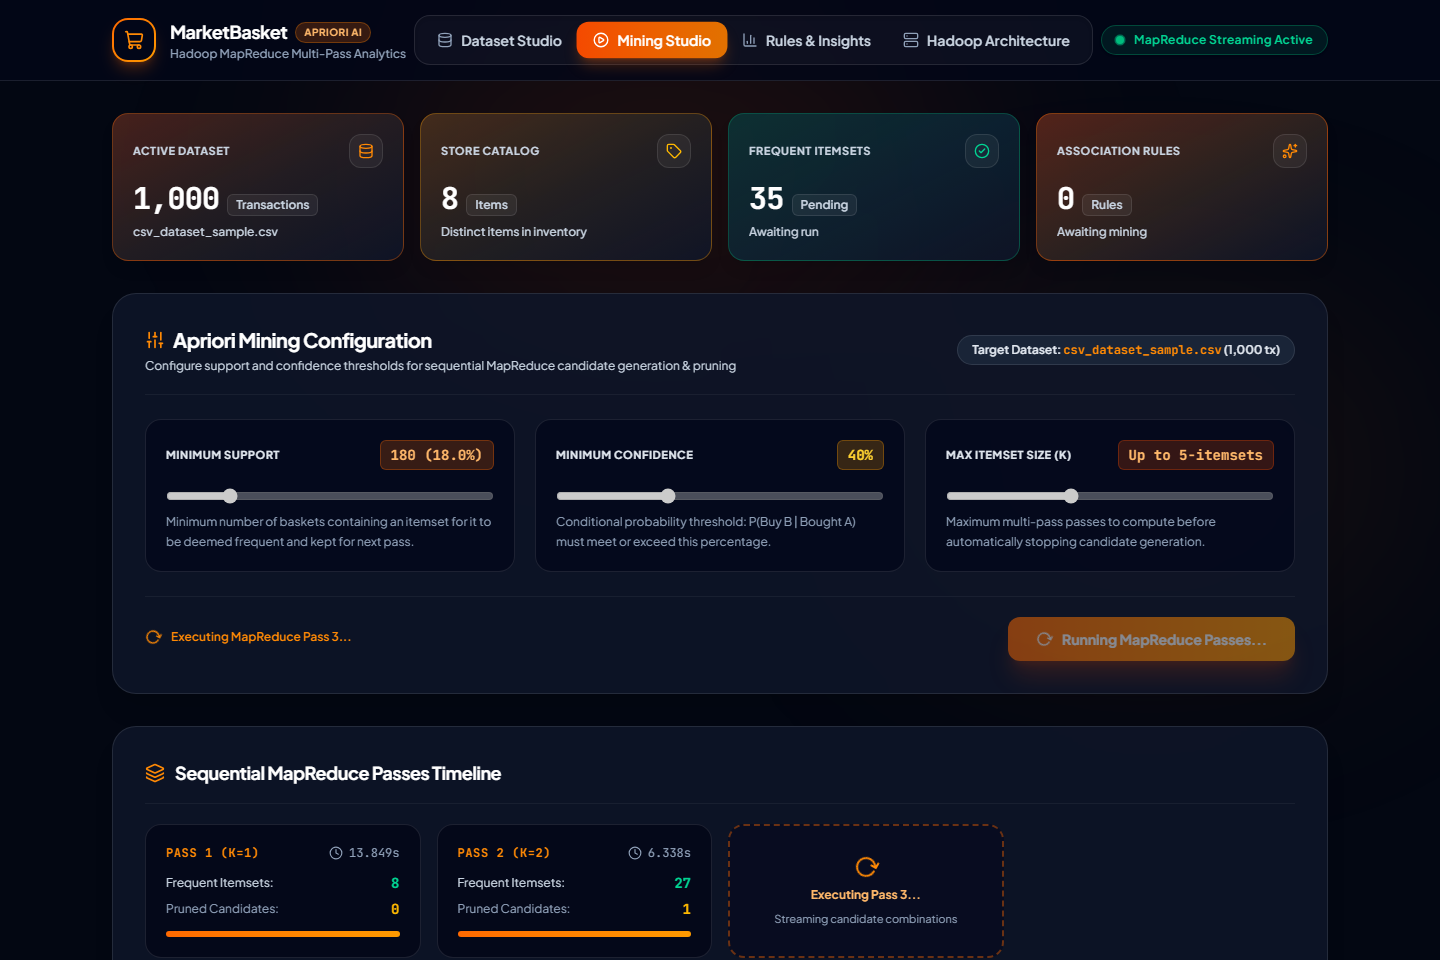 MarketBasket APRIORI AI
Hadoop MapReduce Multi-Pass Analytics
Dataset Studio
Mining Studio
Rules & Insights
Hadoop Architecture
MapReduce Streaming Active
ACTIVE DATASET
1,000 Transactions
csv_dataset_sample.csv
STORE CATALOG
8 Items
Distinct items in inventory
FREQUENT ITEMSETS
35 Pending
Awaiting run
ASSOCIATION RULES
0 Rules
Awaiting mining
Apriori Mining Configuration
Configure support and confidence thresholds for sequential MapReduce candidate generation & pruning
Target Dataset: csv_dataset_sample.csv (1,000 tx)
MINIMUM SUPPORT 180 (18.0%)
Minimum number of baskets containing an itemset for it to
be deemed frequent and kept for next pass.
MINIMUM CONFIDENCE 40%
Conditional probability threshold: P(Buy B | Bought A)
must meet or exceed this percentage.
MAX ITEMSET SIZE (K) Up to 5-itemsets
Maximum multi-pass passes to compute before
automatically stopping candidate generation.
Executing MapReduce Pass 3...
Running MapReduce Passes...
Sequential MapReduce Passes Timeline
PASS 1 (K=1) 13.849s
Frequent Itemsets: 8
Pruned Candidates: 0
PASS 2 (K=2) 6.338s
Frequent Itemsets: 27
Pruned Candidates: 1
Executing Pass 3...
Streaming candidate combinations